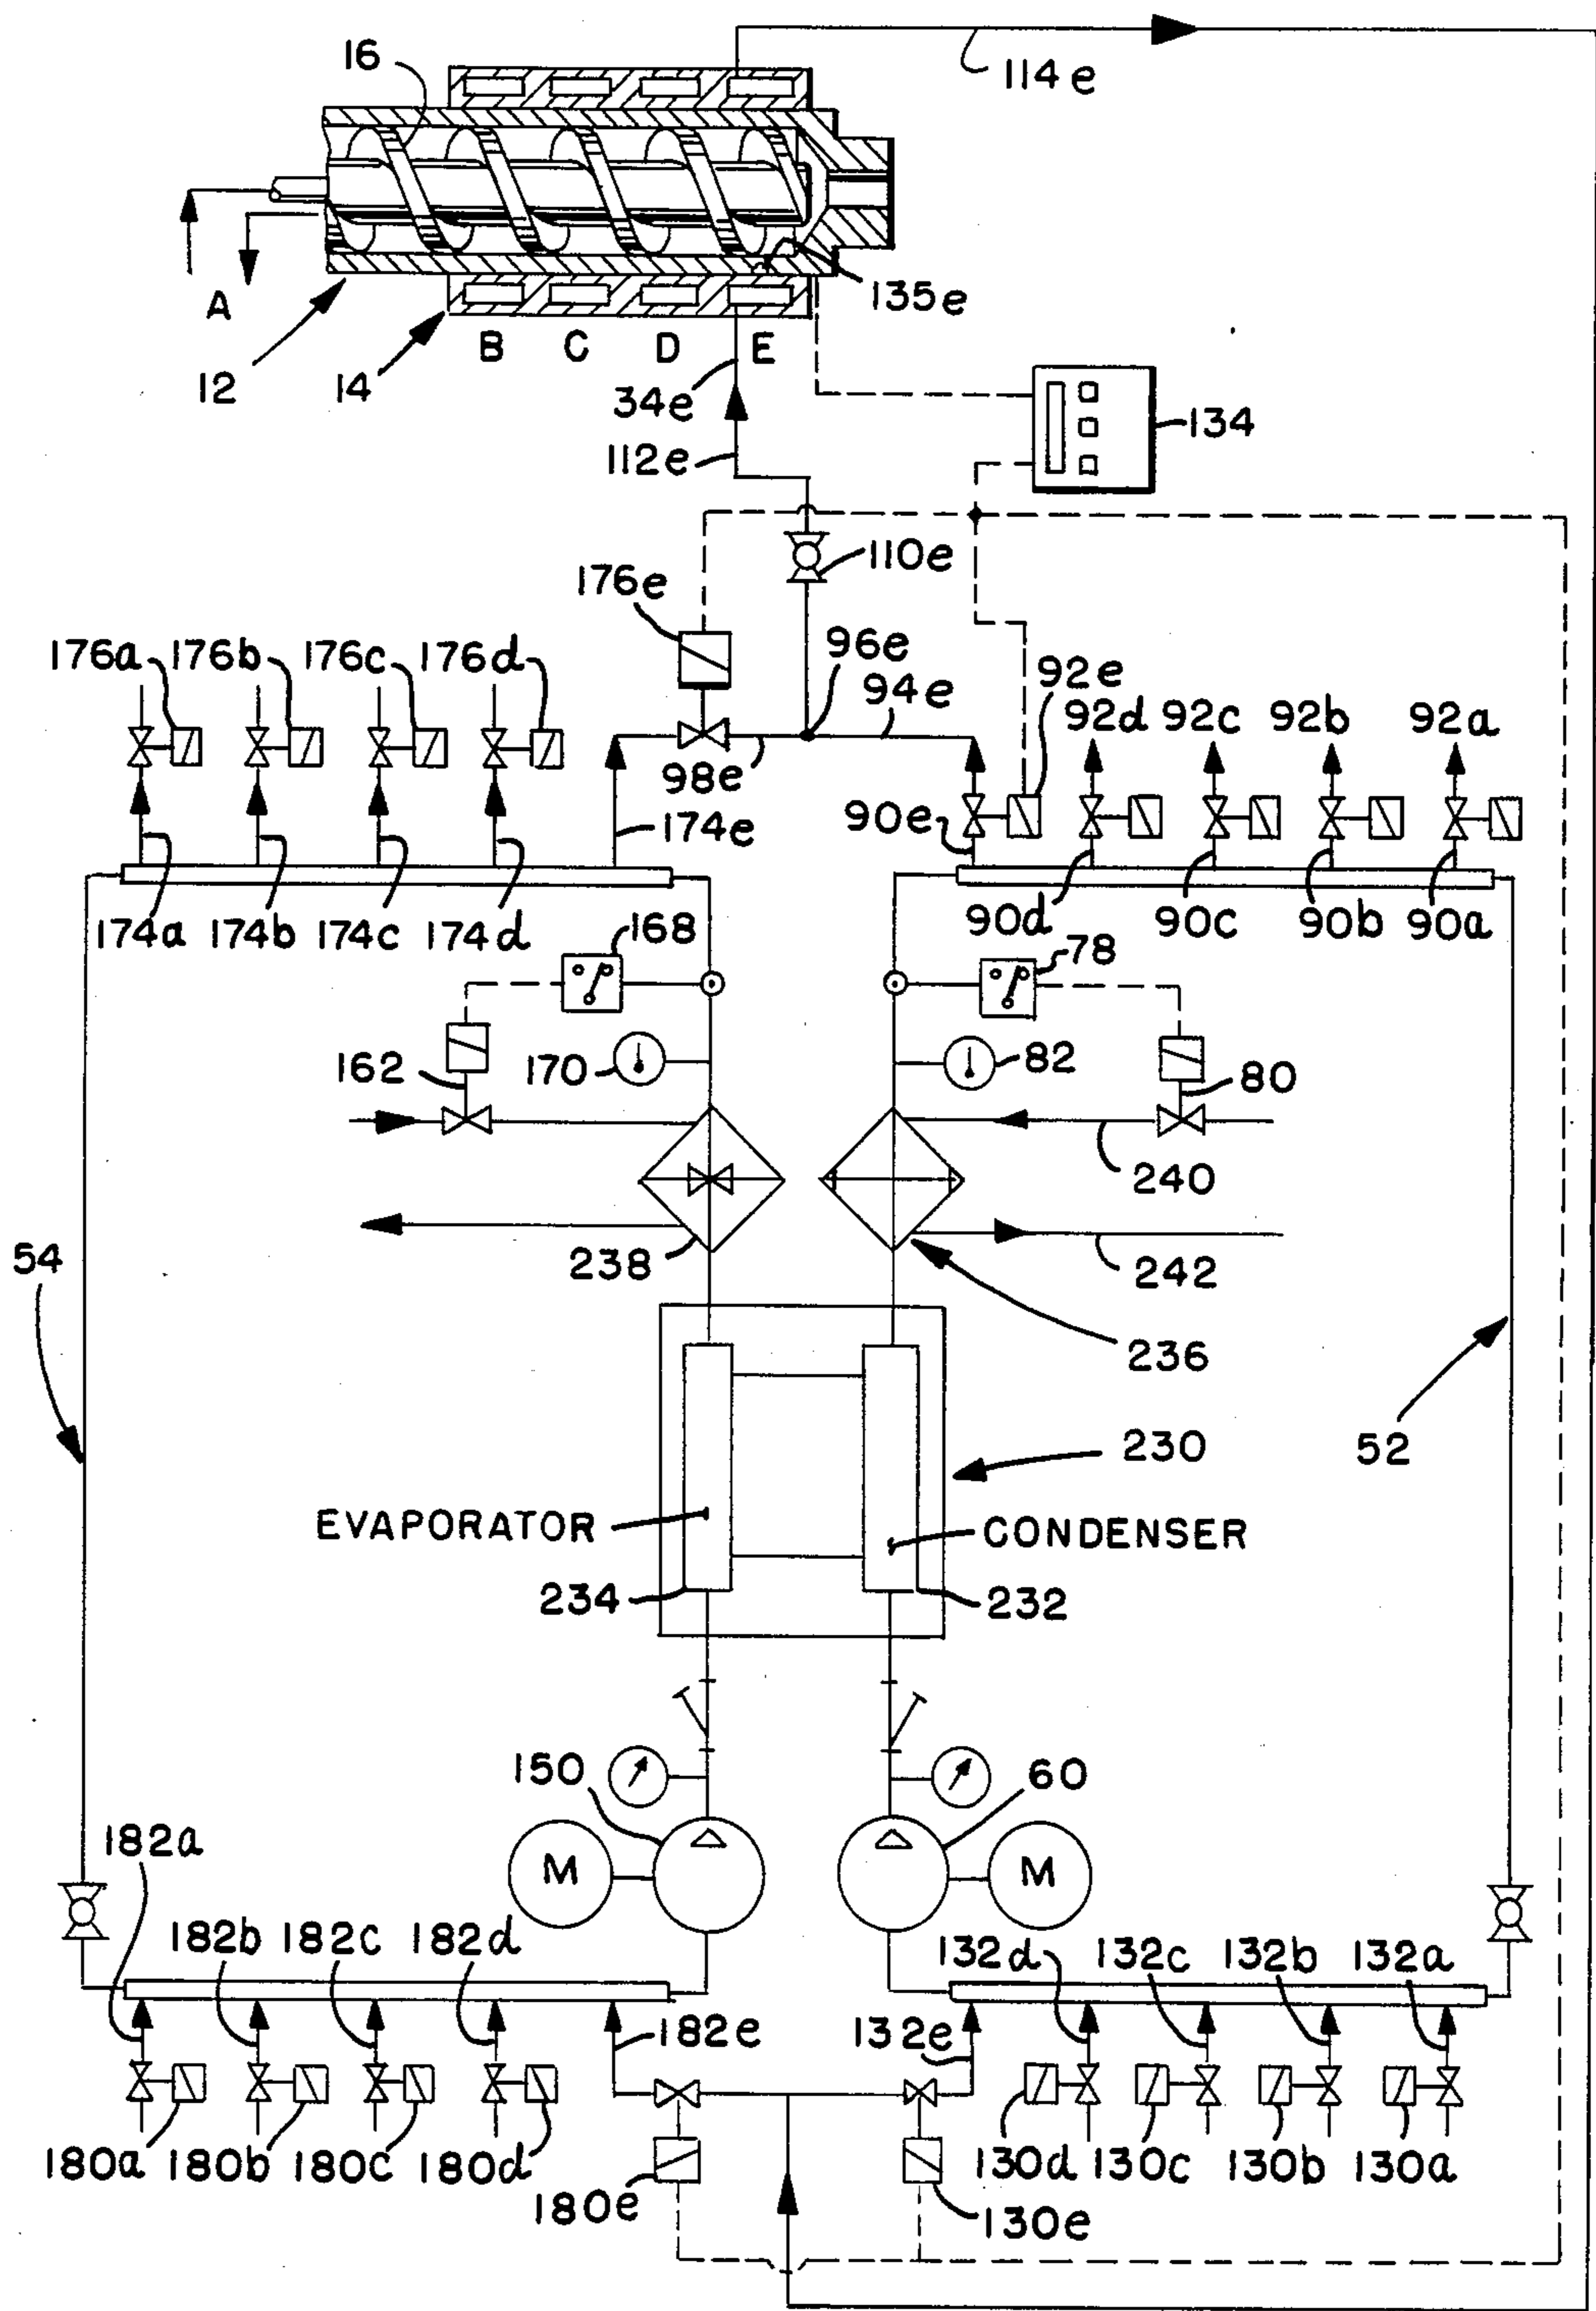 16
114e
A
135e
B C D E
12
14
34e
134
112e
110e
176e
176a 176b 176c 176d
96e
92e
94e
92d 92c 92b 92a
98e
174e
90e
174a 174b 174c 174d
168
90d 90c 90b 90a
78
162
170
82
80
240
54
238
242
236
230
52
EVAPORATOR
CONDENSER
234
232
150
60
182a
M
M
182b 182c 182d
132d 132c 132b 132a
182e
132e
180a 180b 180c 180d
130d 130c 130b 130a
180e
130e